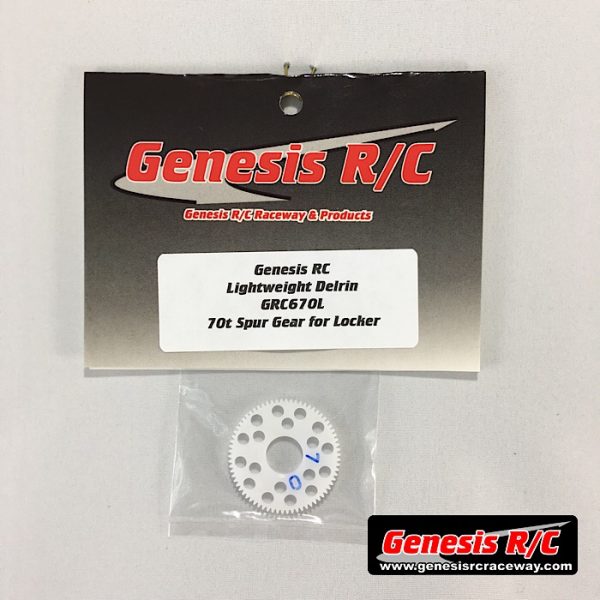 Genesis R/C
Genesis R/C Raceway & Products
Genesis RC
Lightweight Delrin
GRC670L
70t Spur Gear for Locker
70
Genesis R/C
www.genesisrcraceway.com